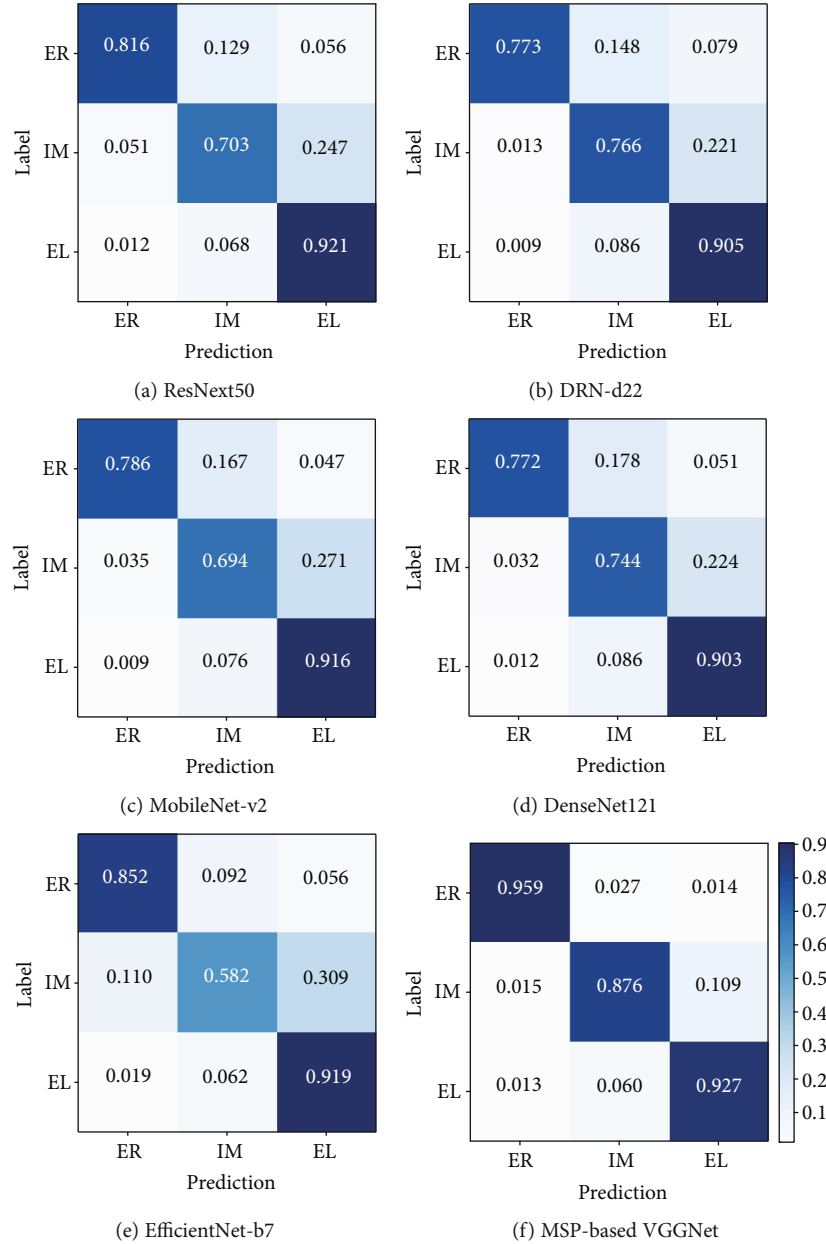 ER 0.816 0.129 0.056
Label IM 0.051 0.703 0.247
EL 0.012 0.068 0.921
ER IM EL
Prediction
(a) ResNext50
ER 0.773 0.148 0.079
Label IM 0.013 0.766 0.221
EL 0.009 0.086 0.905
ER IM EL
Prediction
(b) DRN-d22
ER 0.786 0.167 0.047
Label IM 0.035 0.694 0.271
EL 0.009 0.076 0.916
ER IM EL
Prediction
(c) MobileNet-v2
ER 0.772 0.178 0.051
Label IM 0.032 0.744 0.224
EL 0.012 0.086 0.903
ER IM EL
Prediction
(d) DenseNet121
ER 0.852 0.092 0.056
Label IM 0.110 0.582 0.309
EL 0.019 0.062 0.919
ER IM EL
Prediction
(e) EfficientNet-b7
ER 0.959 0.027 0.014
Label IM 0.015 0.876 0.109
EL 0.013 0.060 0.927
ER IM EL
Prediction
(f) MSP-based VGGNet
0.9
0.8
0.7
0.6
0.5
0.4
0.3
0.2
0.1